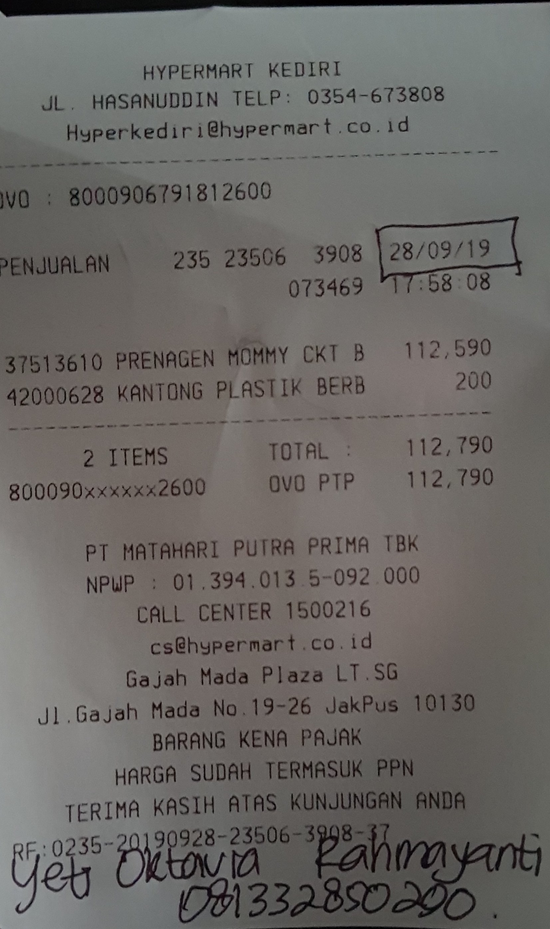 HYPERMART KEDIRI
JL. HASANUDDIN TELP: 0354-673808
Hyperkediri@hypermart.co.id
OVO : 8000906791812600
PENJUALAN 235 23506 3908 28/09/19
073469 17:58:08
37513610 PRENAGEN MOMMY CKT B 112,590
42000628 KANTONG PLASTIK BERB 200
2 ITEMS TOTAL : 112,790
800090xxxxxx2600 OVO PTP 112,790
PT MATAHARI PUTRA PRIMA TBK
NPWP : 01.394.013.5-092.000
CALL CENTER 1500216
cs@hypermart.co.id
Gajah Mada Plaza LT.SG
Jl.Gajah Mada No.19-26 JakPus 10130
BARANG KENA PAJAK
HARGA SUDAH TERMASUK PPN
TERIMA KASIH ATAS KUNJUNGAN ANDA
RF:0235-20190928-23506-3908-37
Yeti Oktavia Rahmayanti
081332850200.